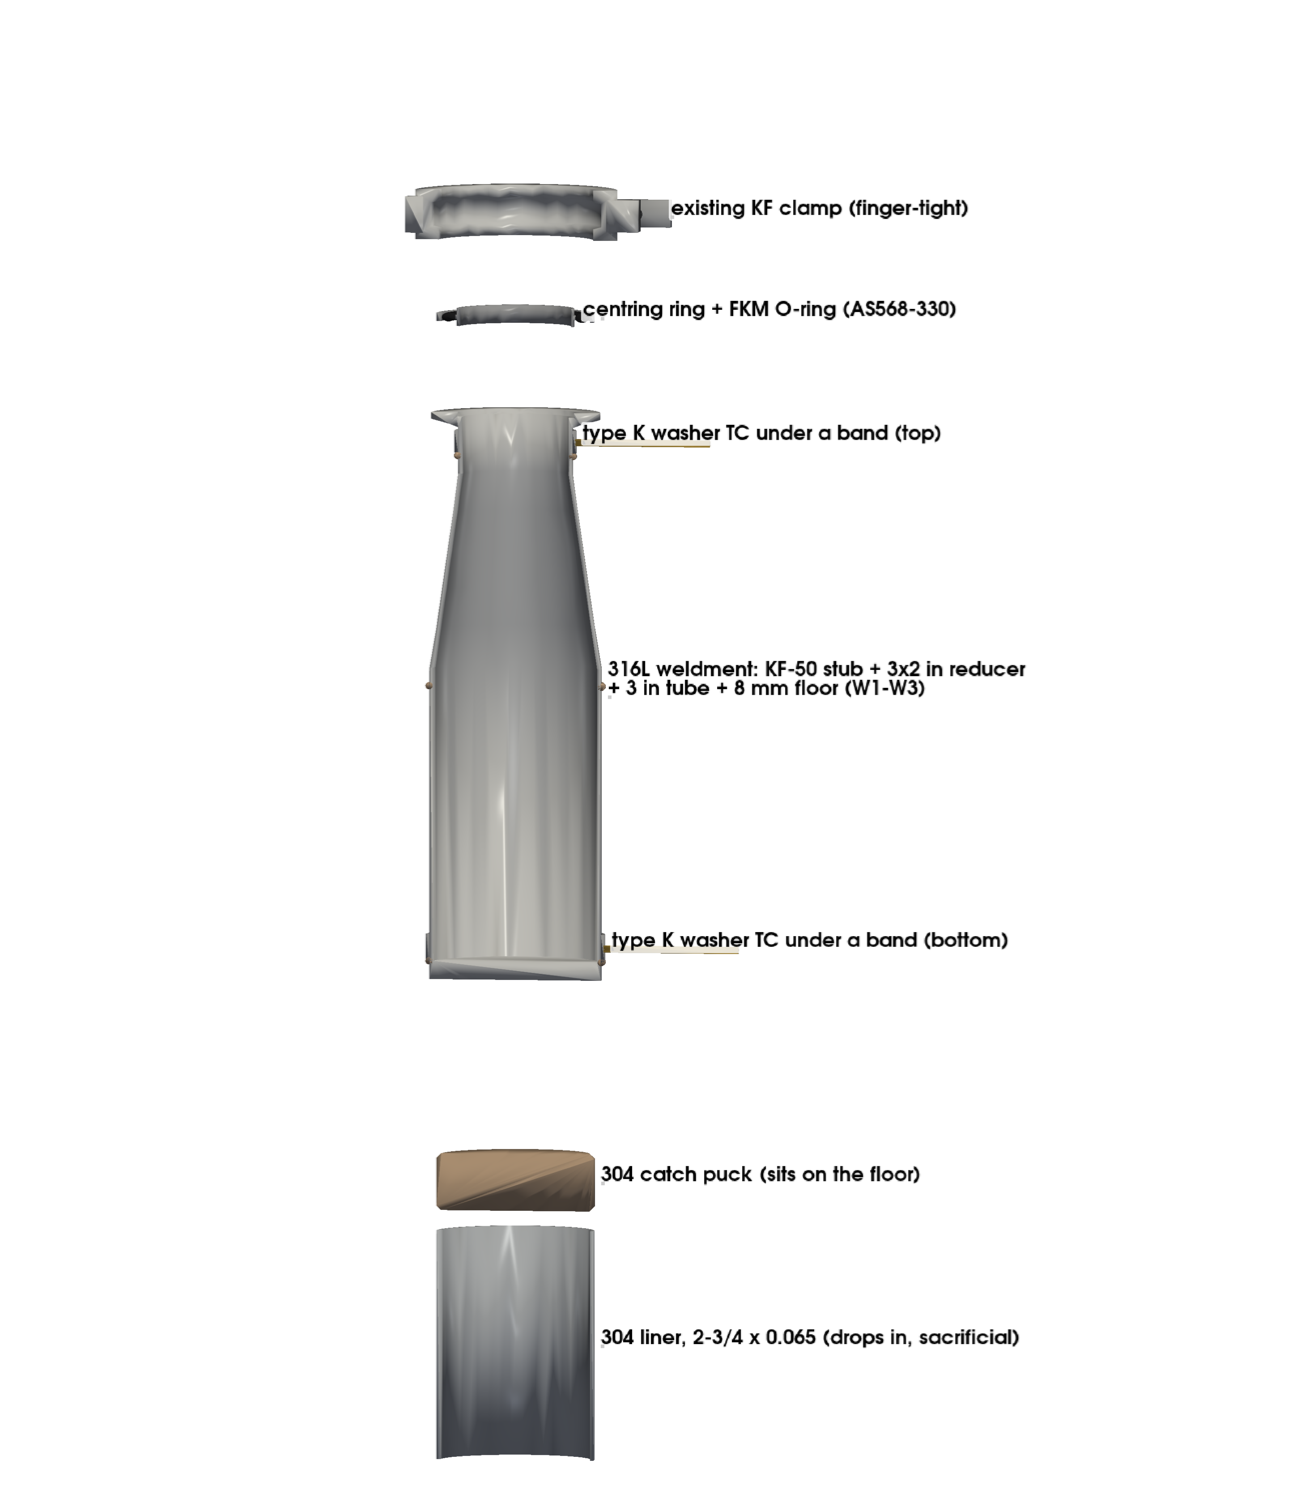 existing KF clamp (finger-tight)
centring ring + FKM O-ring (AS568-330)
type K washer TC under a band (top)
316L weldment: KF-50 stub + 3x2 in reducer
+ 3 in tube + 8 mm floor (W1-W3)
type K washer TC under a band (bottom)
304 catch puck (sits on the floor)
304 liner, 2-3/4 x 0.065 (drops in, sacrificial)